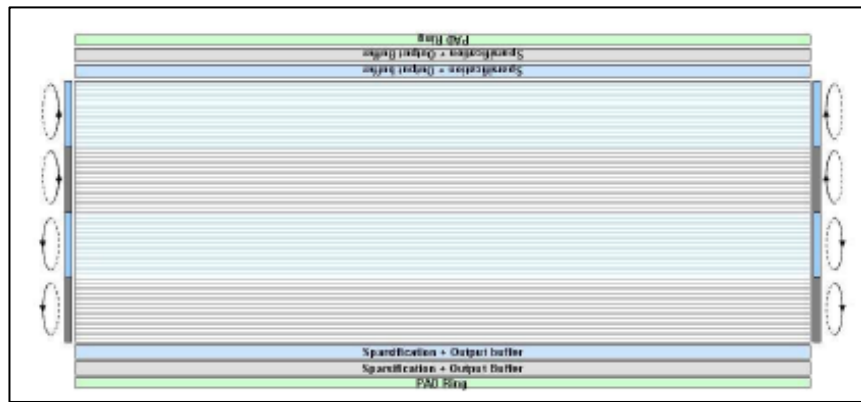 PAD Ring
Sparsification + Output Buffer
Sparsification + Output buffer
Sparsification + Output buffer
Sparsification + Output Buffer
PAD Ring